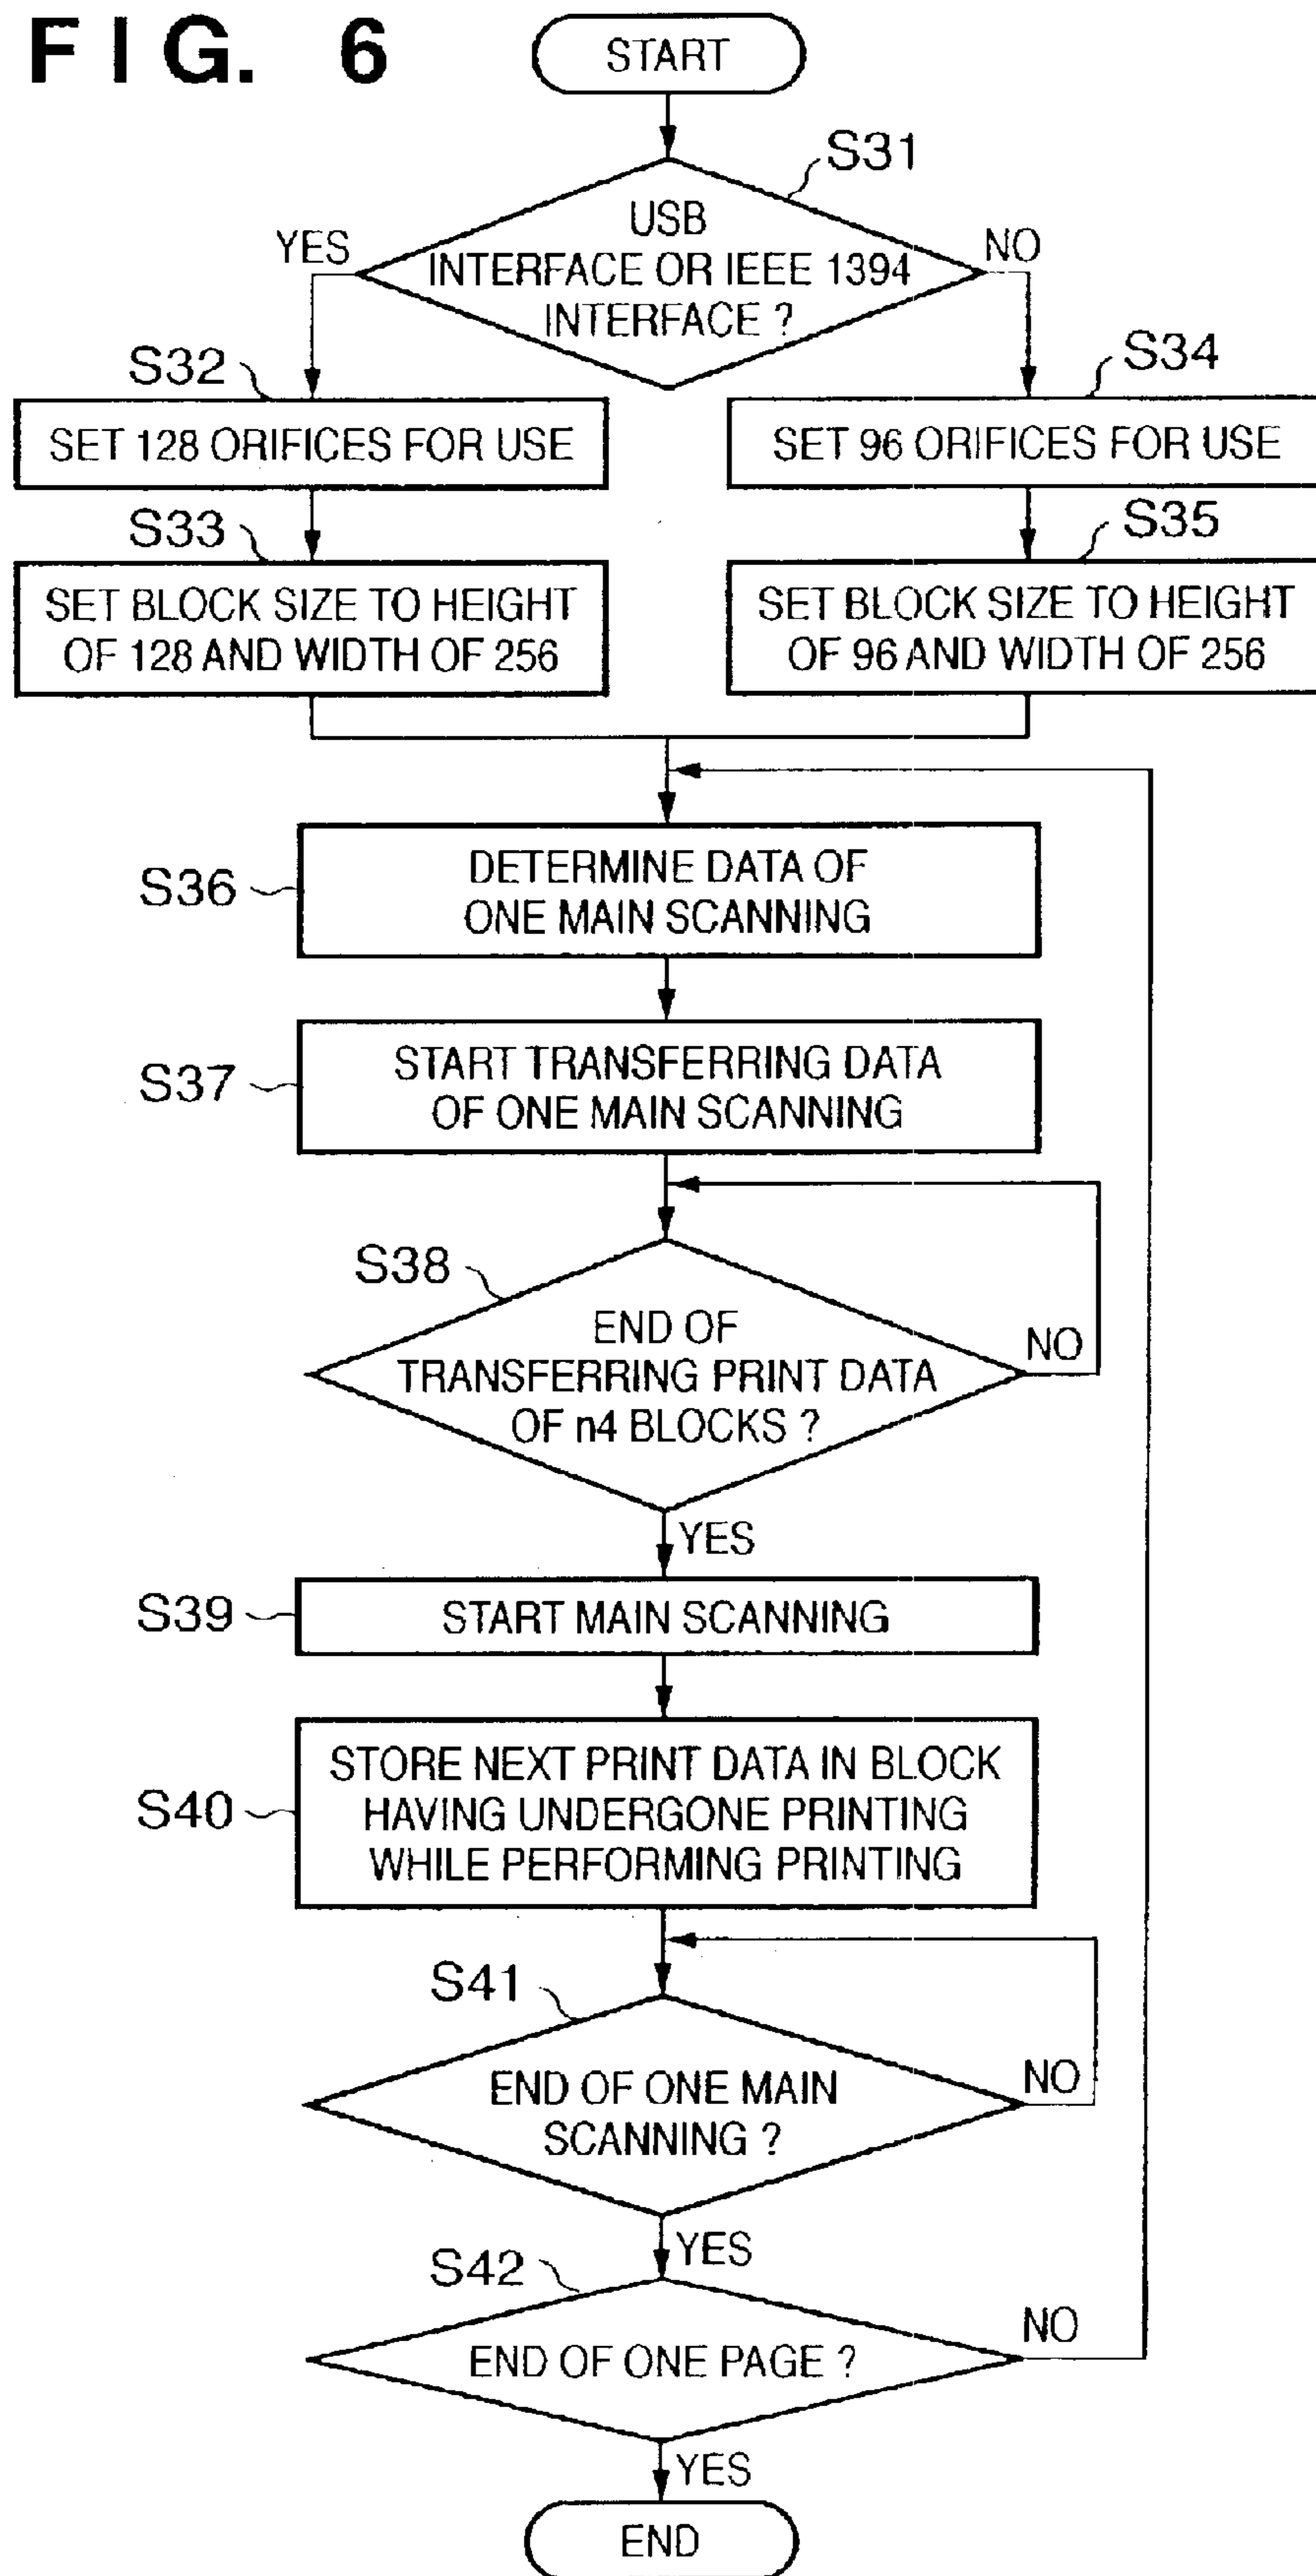 FIG. 6
START
S31
USB
INTERFACE OR IEEE 1394
INTERFACE ?
YES
NO
S32
SET 128 ORIFICES FOR USE
S34
SET 96 ORIFICES FOR USE
S33
SET BLOCK SIZE TO HEIGHT
OF 128 AND WIDTH OF 256
S35
SET BLOCK SIZE TO HEIGHT
OF 96 AND WIDTH OF 256
S36
DETERMINE DATA OF
ONE MAIN SCANNING
S37
START TRANSFERRING DATA
OF ONE MAIN SCANNING
S38
END OF
TRANSFERRING PRINT DATA
OF n4 BLOCKS ?
NO
YES
S39
START MAIN SCANNING
S40
STORE NEXT PRINT DATA IN BLOCK
HAVING UNDERGONE PRINTING
WHILE PERFORMING PRINTING
S41
END OF ONE MAIN
SCANNING ?
NO
YES
S42
END OF ONE PAGE ?
NO
YES
END